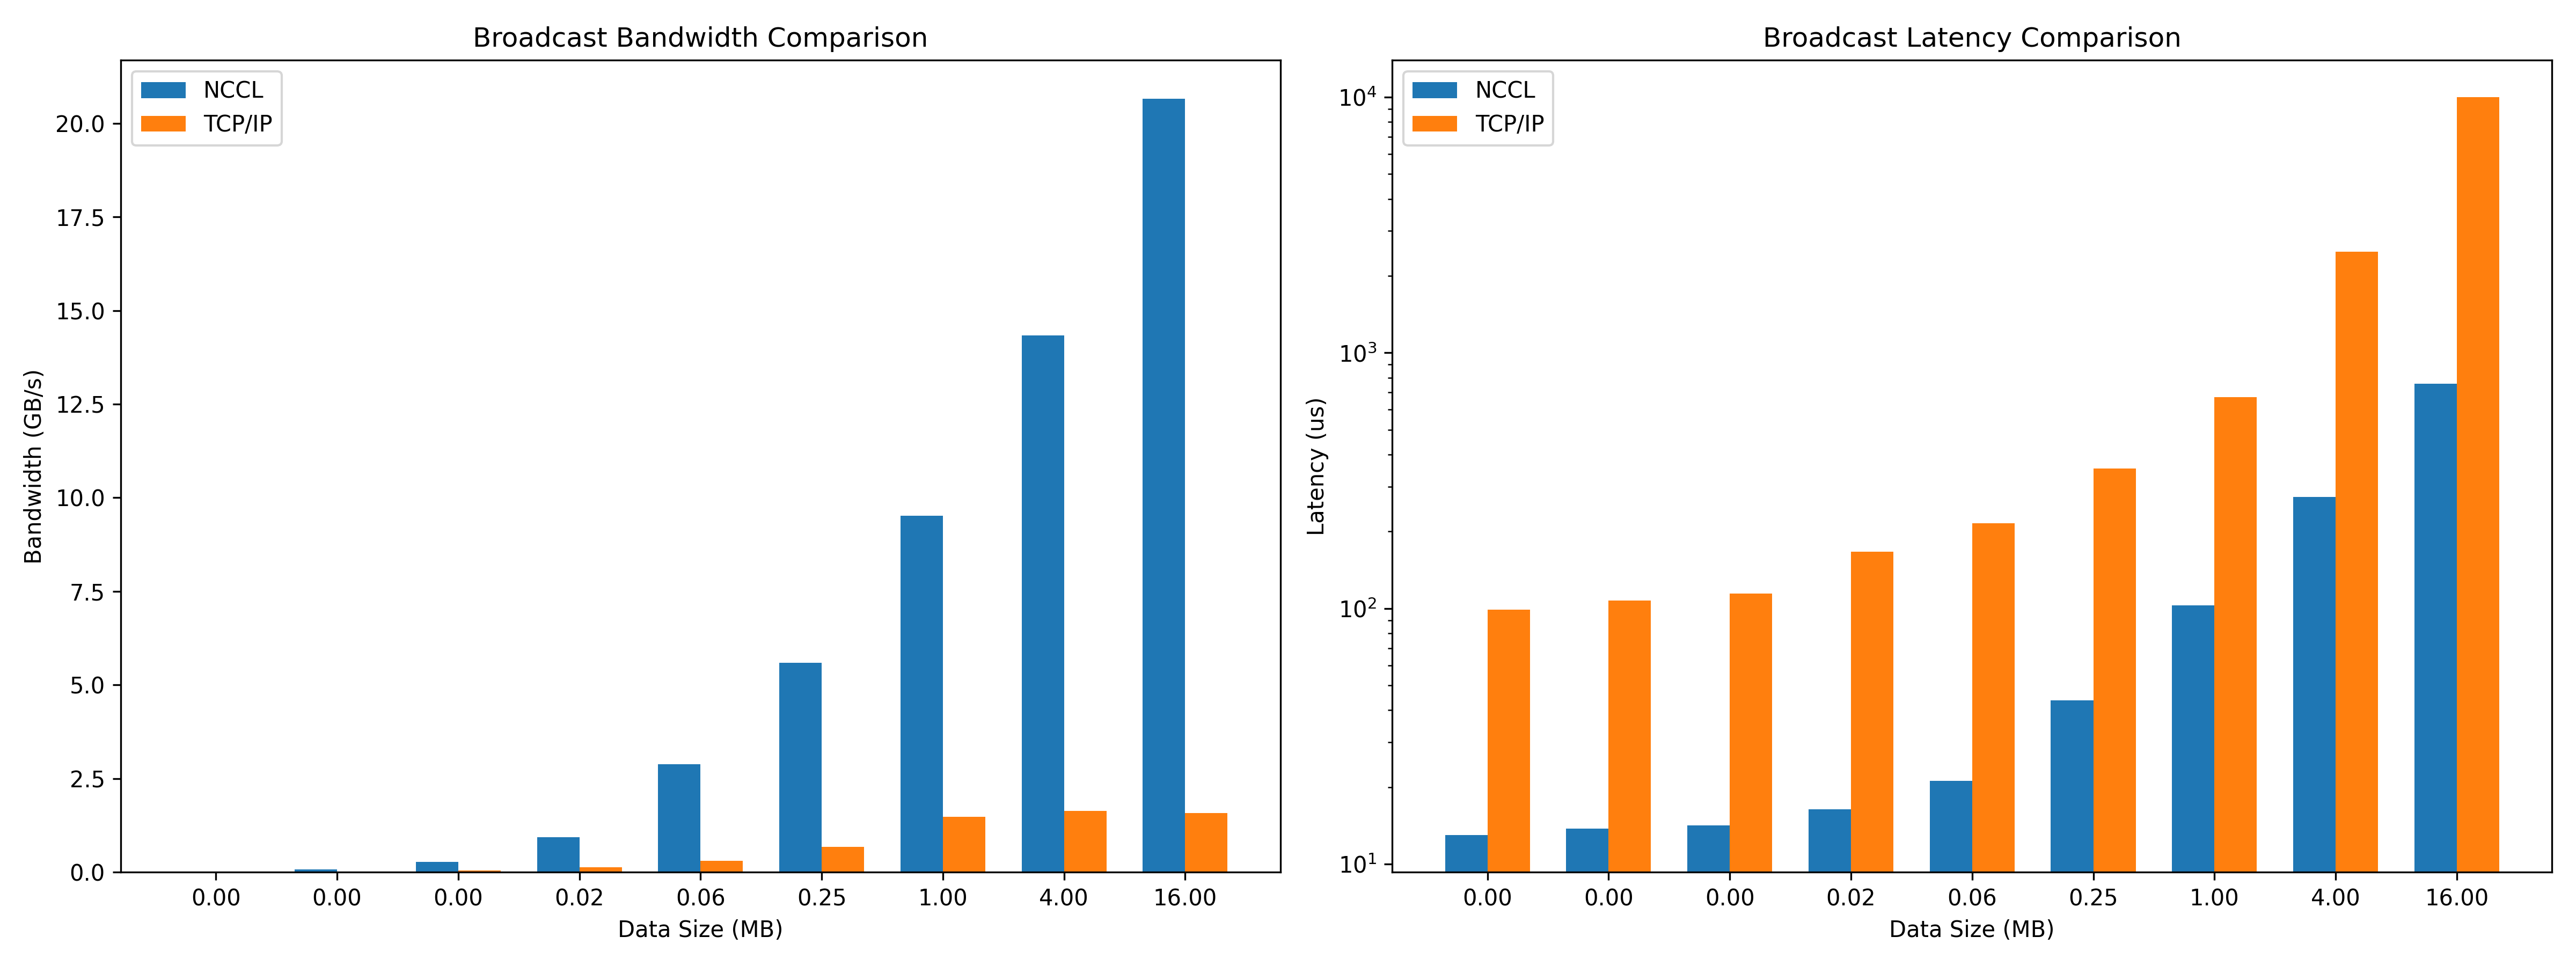 Broadcast Bandwidth Comparison
NCCL
TCP/IP
20.0
17.5
15.0
12.5
10.0
7.5
5.0
2.5
0.0
Bandwidth (GB/s)
0.00 0.00 0.00 0.02 0.06 0.25 1.00 4.00 16.00
Data Size (MB)
Broadcast Latency Comparison
NCCL
TCP/IP
10⁴
10³
10²
10¹
Latency (us)
0.00 0.00 0.00 0.02 0.06 0.25 1.00 4.00 16.00
Data Size (MB)